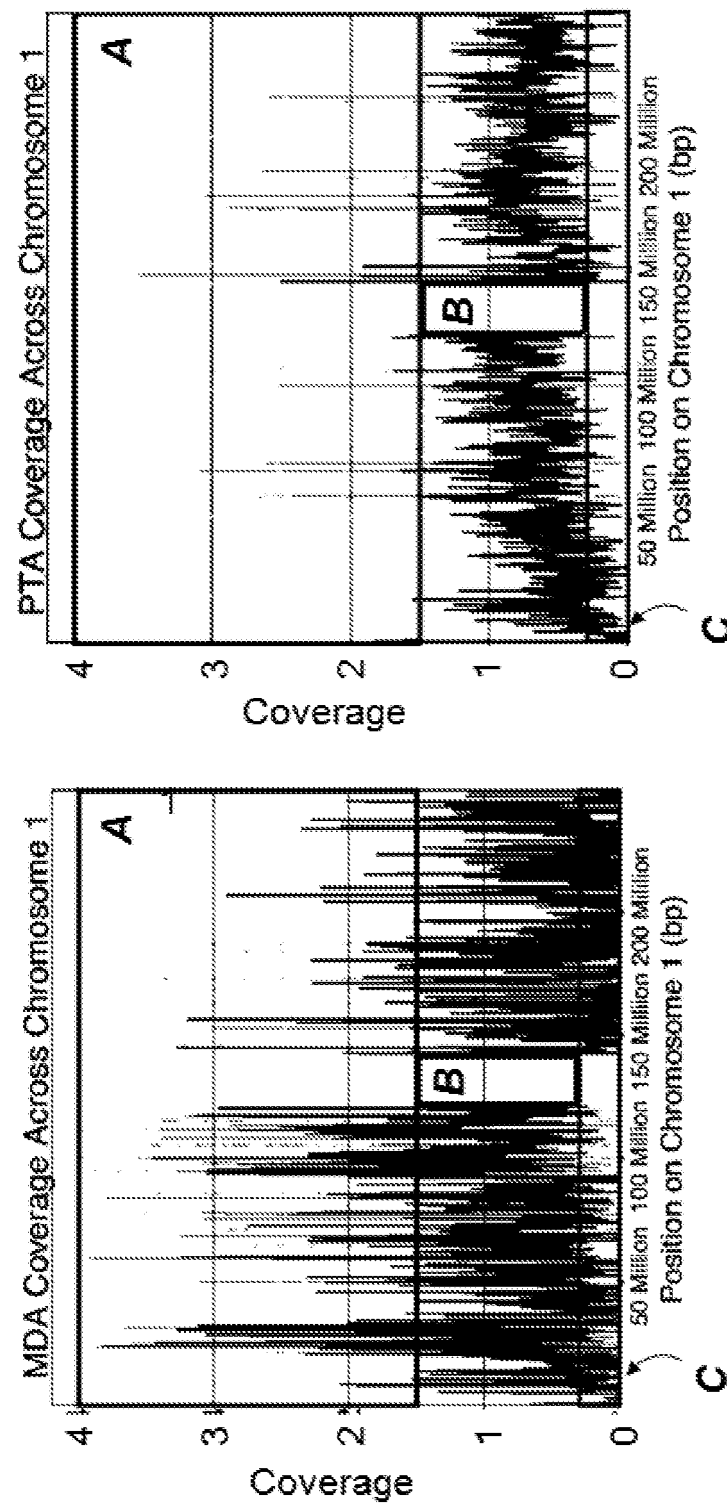 MDA Coverage Across Chromosome 1
A
4
3
2
1
0
Coverage
B
50 Million 100 Million 150 Million 200 Million
Position on Chromosome 1 (bp)
C
PTA Coverage Across Chromosome 1
A
4
3
2
1
0
Coverage
B
50 Million 100 Million 150 Million 200 Million
Position on Chromosome 1 (bp)
C